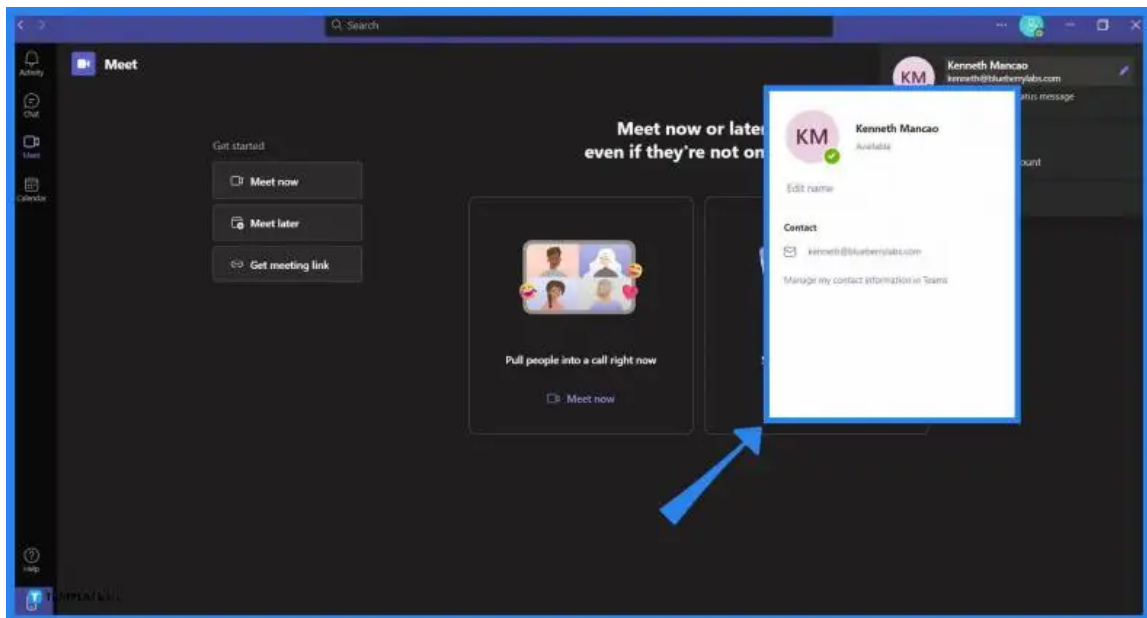 Search
Activity
Chat
Meet
Calendar
Help
Meet
Get started
Meet now
Meet later
Get meeting link
Meet now or late
even if they're not on
Pull people into a call right now
Meet now
KM
Kenneth Mancao
kenneth@blueberrylabs.com
atus message
ount
KM
Kenneth Mancao
Available
Edit name
Contact
kenneth@blueberrylabs.com
Manage my contact information in Teams
T